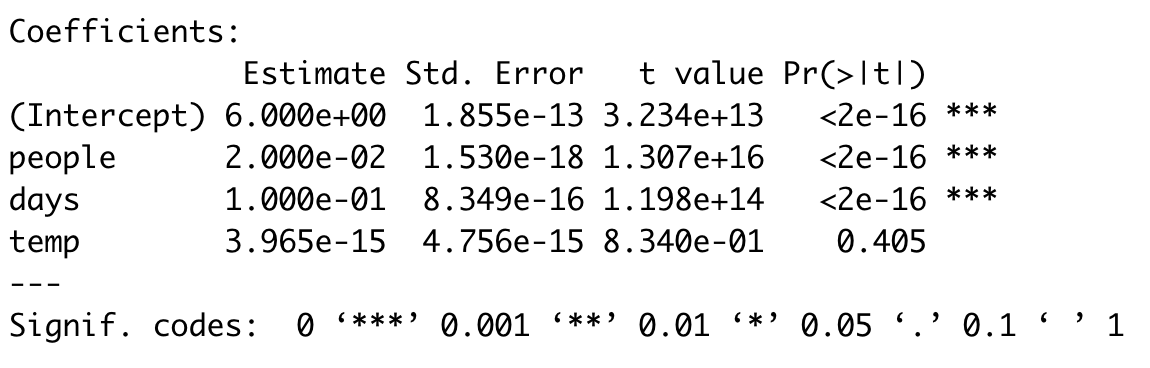 Coefficients:
Estimate Std. Error t value Pr(>|t|)
(Intercept) 6.000e+00 1.855e-13 3.234e+13 <2e-16 ***
people 2.000e-02 1.530e-18 1.307e+16 <2e-16 ***
days 1.000e-01 8.349e-16 1.198e+14 <2e-16 ***
temp 3.965e-15 4.756e-15 8.340e-01 0.405
---
Signif. codes: 0 ‘***’ 0.001 ‘**’ 0.01 ‘*’ 0.05 ‘.’ 0.1 ‘ ’ 1